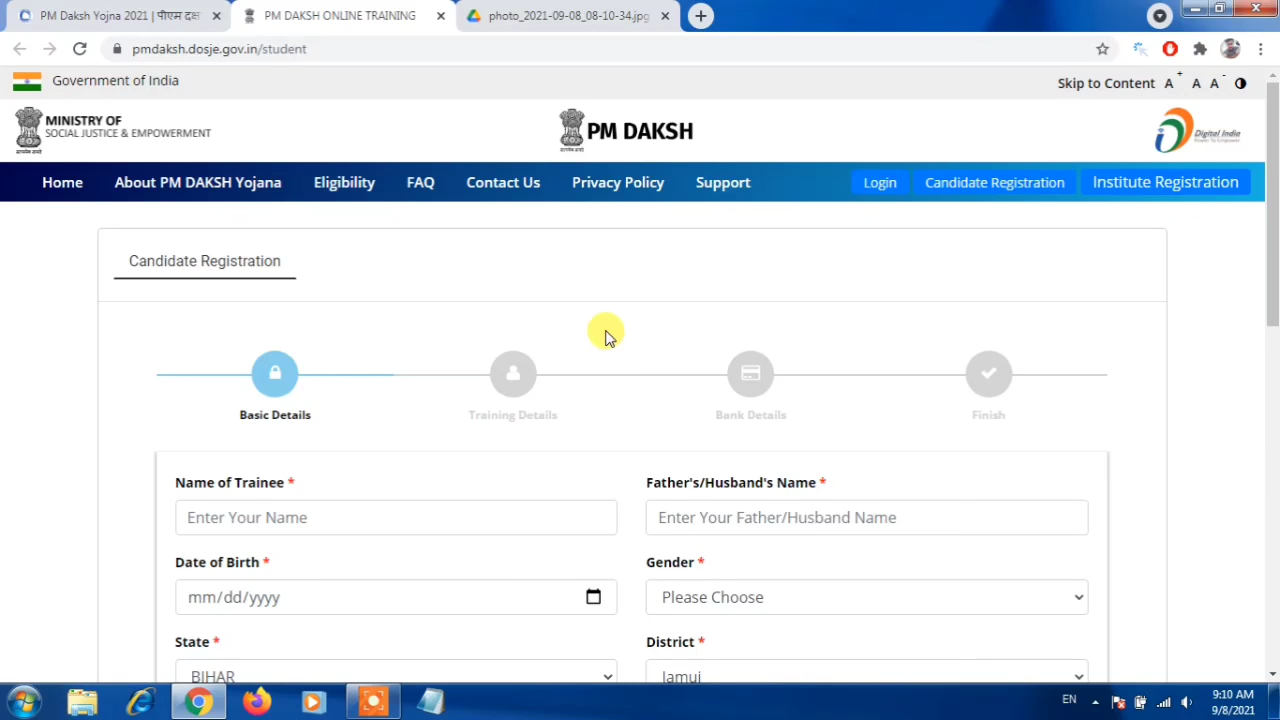 PM Daksh Yojna 2021 | पीएम दक्ष
PM DAKSH ONLINE TRAINING
photo_2021-09-08_08-10-34.jpg
pmdaksh.dosje.gov.in/student
Government of India
Skip to Content A+ A A-
MINISTRY OF
SOCIAL JUSTICE & EMPOWERMENT
PM DAKSH
Digital India
Power To Empower
Home About PM DAKSH Yojana Eligibility FAQ Contact Us Privacy Policy Support Login Candidate Registration Institute Registration
Candidate Registration
Basic Details Training Details Bank Details Finish
Name of Trainee * Father's/Husband's Name *
Enter Your Name Enter Your Father/Husband Name
Date of Birth * Gender *
mm/dd/yyyy Please Choose
State * District *
BIHAR Jamui
EN 9:10 AM
9/8/2021